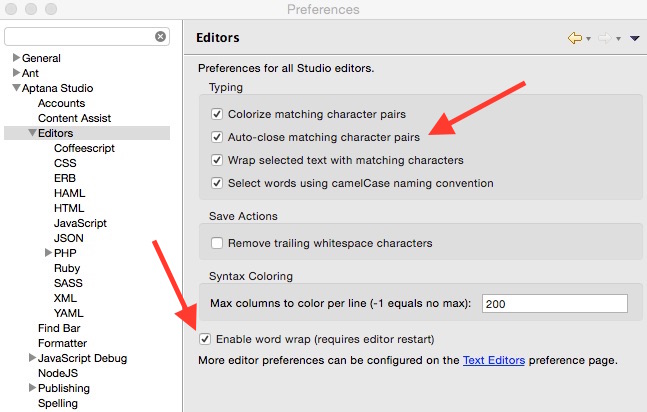 Preferences
General
Ant
Aptana Studio
Accounts
Content Assist
Editors
Coffeescript
CSS
ERB
HAML
HTML
JavaScript
JSON
PHP
Ruby
SASS
XML
YAML
Find Bar
Formatter
JavaScript Debug
NodeJS
Publishing
Spelling
Editors
Preferences for all Studio editors.
Typing
Colorize matching character pairs
Auto-close matching character pairs
Wrap selected text with matching characters
Select words using camelCase naming convention
Save Actions
Remove trailing whitespace characters
Syntax Coloring
Max columns to color per line (-1 equals no max): 200
Enable word wrap (requires editor restart)
More editor preferences can be configured on the Text Editors preference page.